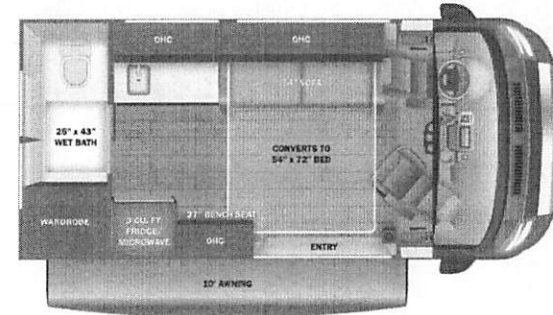 OHC
OHC
54" SOFA
25" x 43"
WET BATH
CONVERTS TO
54" x 72" BED
WARDROBE
3 CU. FT
FRIDGE/
MICROWAVE
27" BENCH SEAT
OHC
ENTRY
10' AWNING